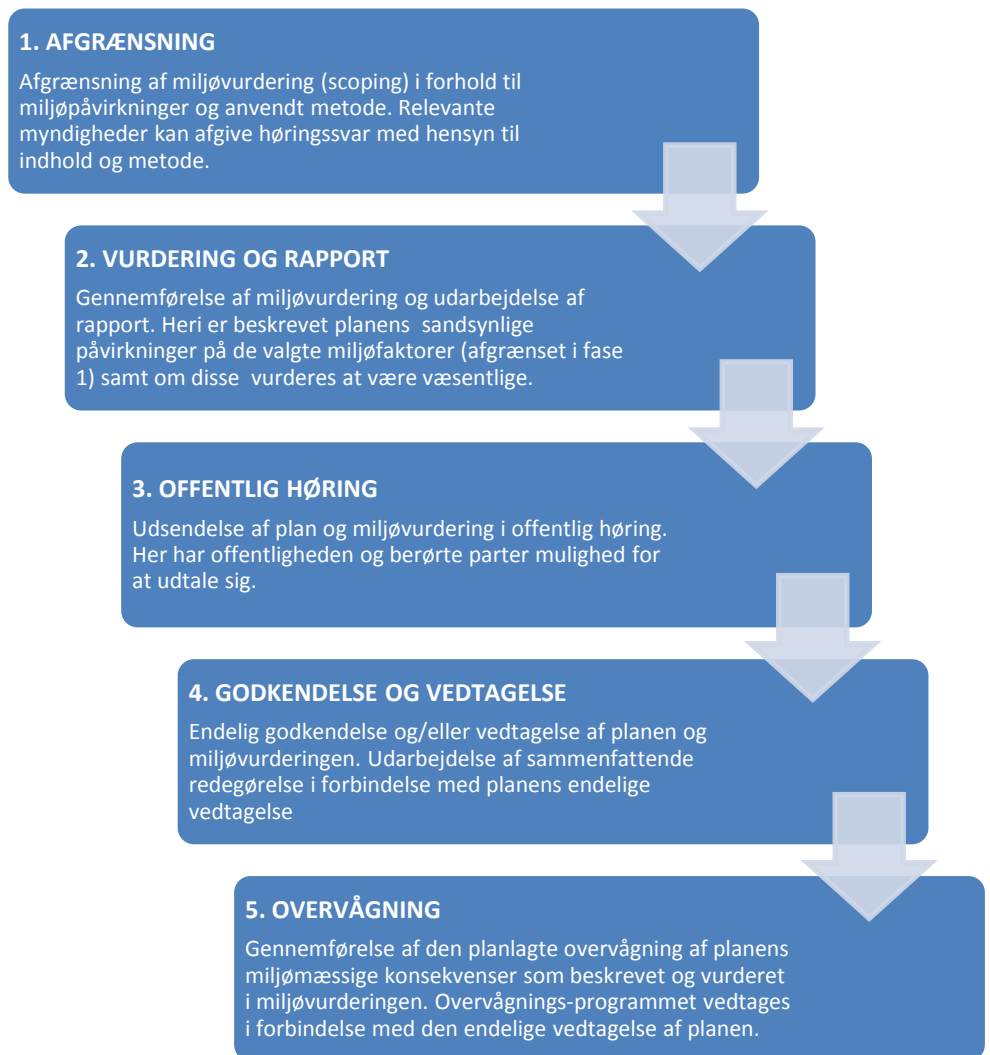 1. AFGRÆNSNING
Afgrænsning af miljøvurdering (scoping) i forhold til
miljøpåvirkninger og anvendt metode. Relevante
myndigheder kan afgive høringssvar med hensyn til
indhold og metode.
2. VURDERING OG RAPPORT
Gennemførelse af miljøvurdering og udarbejdelse af
rapport. Heri er beskrevet planens sandsynlige
påvirkninger på de valgte miljøfaktorer (afgrænset i fase
1) samt om disse vurderes at være væsentlige.
3. OFFENTLIG HØRING
Udsendelse af plan og miljøvurdering i offentlig høring.
Her har offentligheden og berørte parter mulighed for
at udtale sig.
4. GODKENDELSE OG VEDTAGELSE
Endelig godkendelse og/eller vedtagelse af planen og
miljøvurderingen. Udarbejdelse af sammenfattende
redegørelse i forbindelse med planens endelige
vedtagelse
5. OVERVÅGNING
Gennemførelse af den planlagte overvågning af planens
miljømæssige konsekvenser som beskrevet og vurderet
i miljøvurderingen. Overvågnings-programmet vedtages
i forbindelse med den endelige vedtagelse af planen.